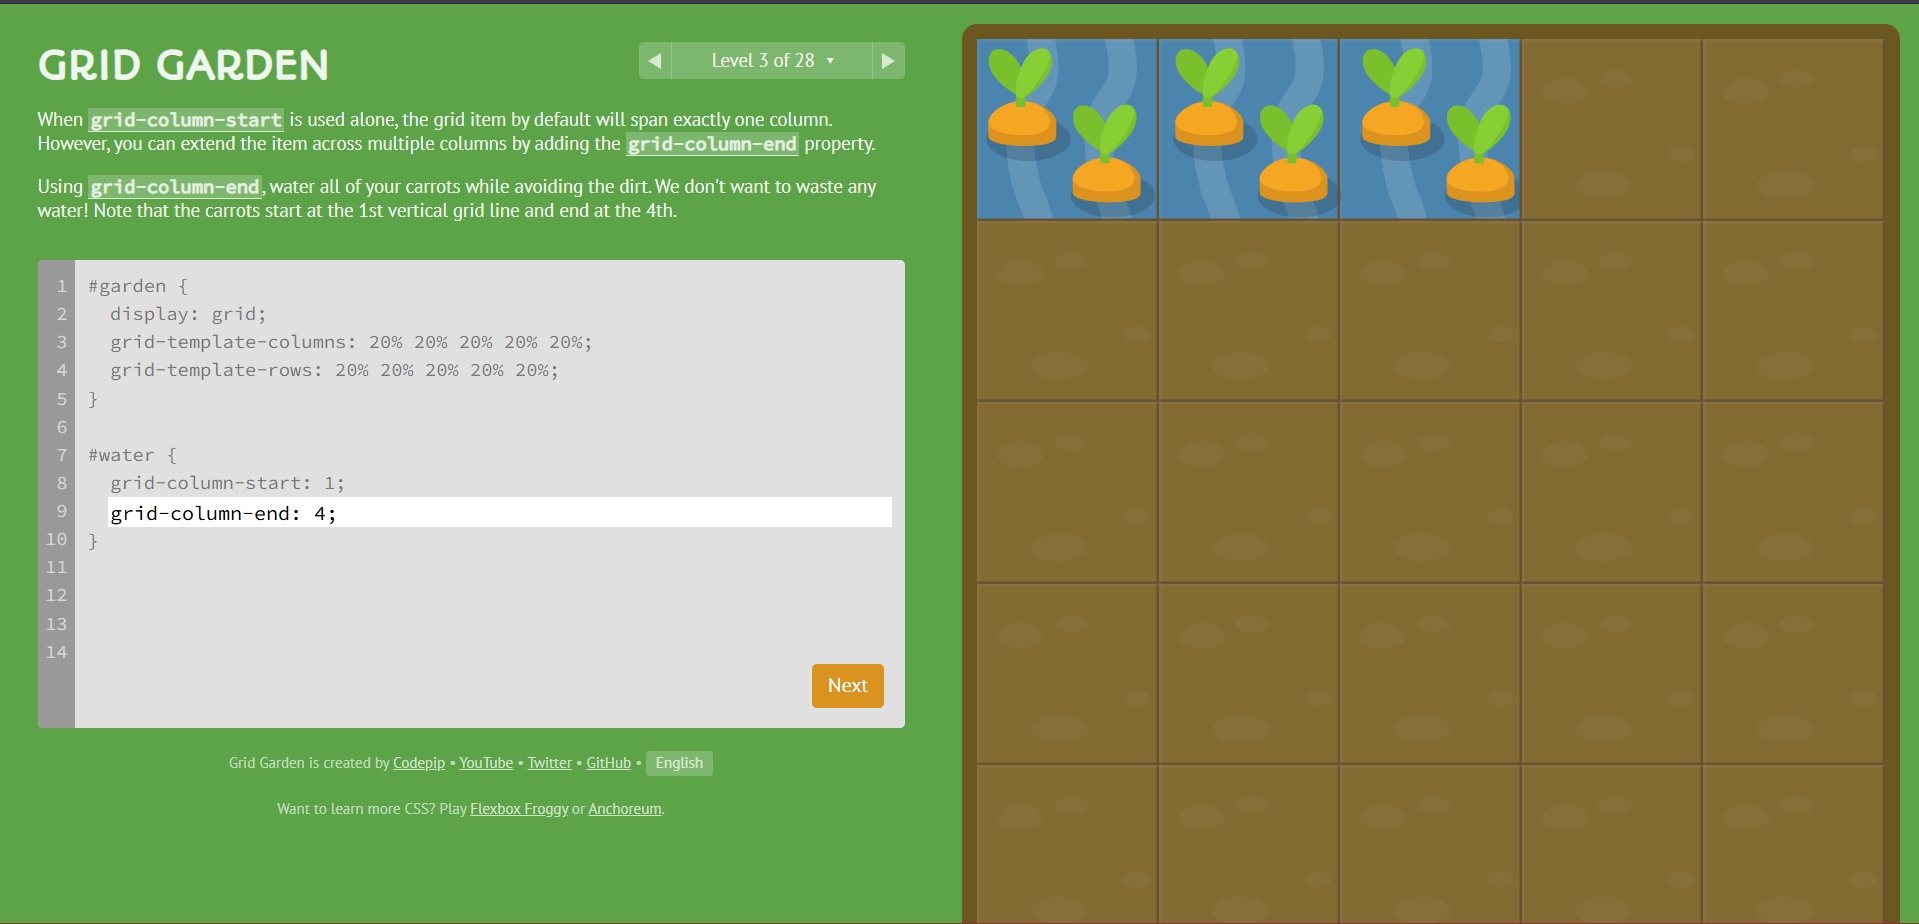 GRID GARDEN
◀ Level 3 of 28 ▾ ▶
When grid-column-start is used alone, the grid item by default will span exactly one column.
However, you can extend the item across multiple columns by adding the grid-column-end property.
Using grid-column-end, water all of your carrots while avoiding the dirt. We don't want to waste any
water! Note that the carrots start at the 1st vertical grid line and end at the 4th.
1 #garden {
2   display: grid;
3   grid-template-columns: 20% 20% 20% 20% 20%;
4   grid-template-rows: 20% 20% 20% 20% 20%;
5 }
6
7 #water {
8   grid-column-start: 1;
9   grid-column-end: 4;
10 }
11
12
13
14
Next
Grid Garden is created by Codepip • YouTube • Twitter • GitHub • English
Want to learn more CSS? Play Flexbox Froggy or Anchoreum.